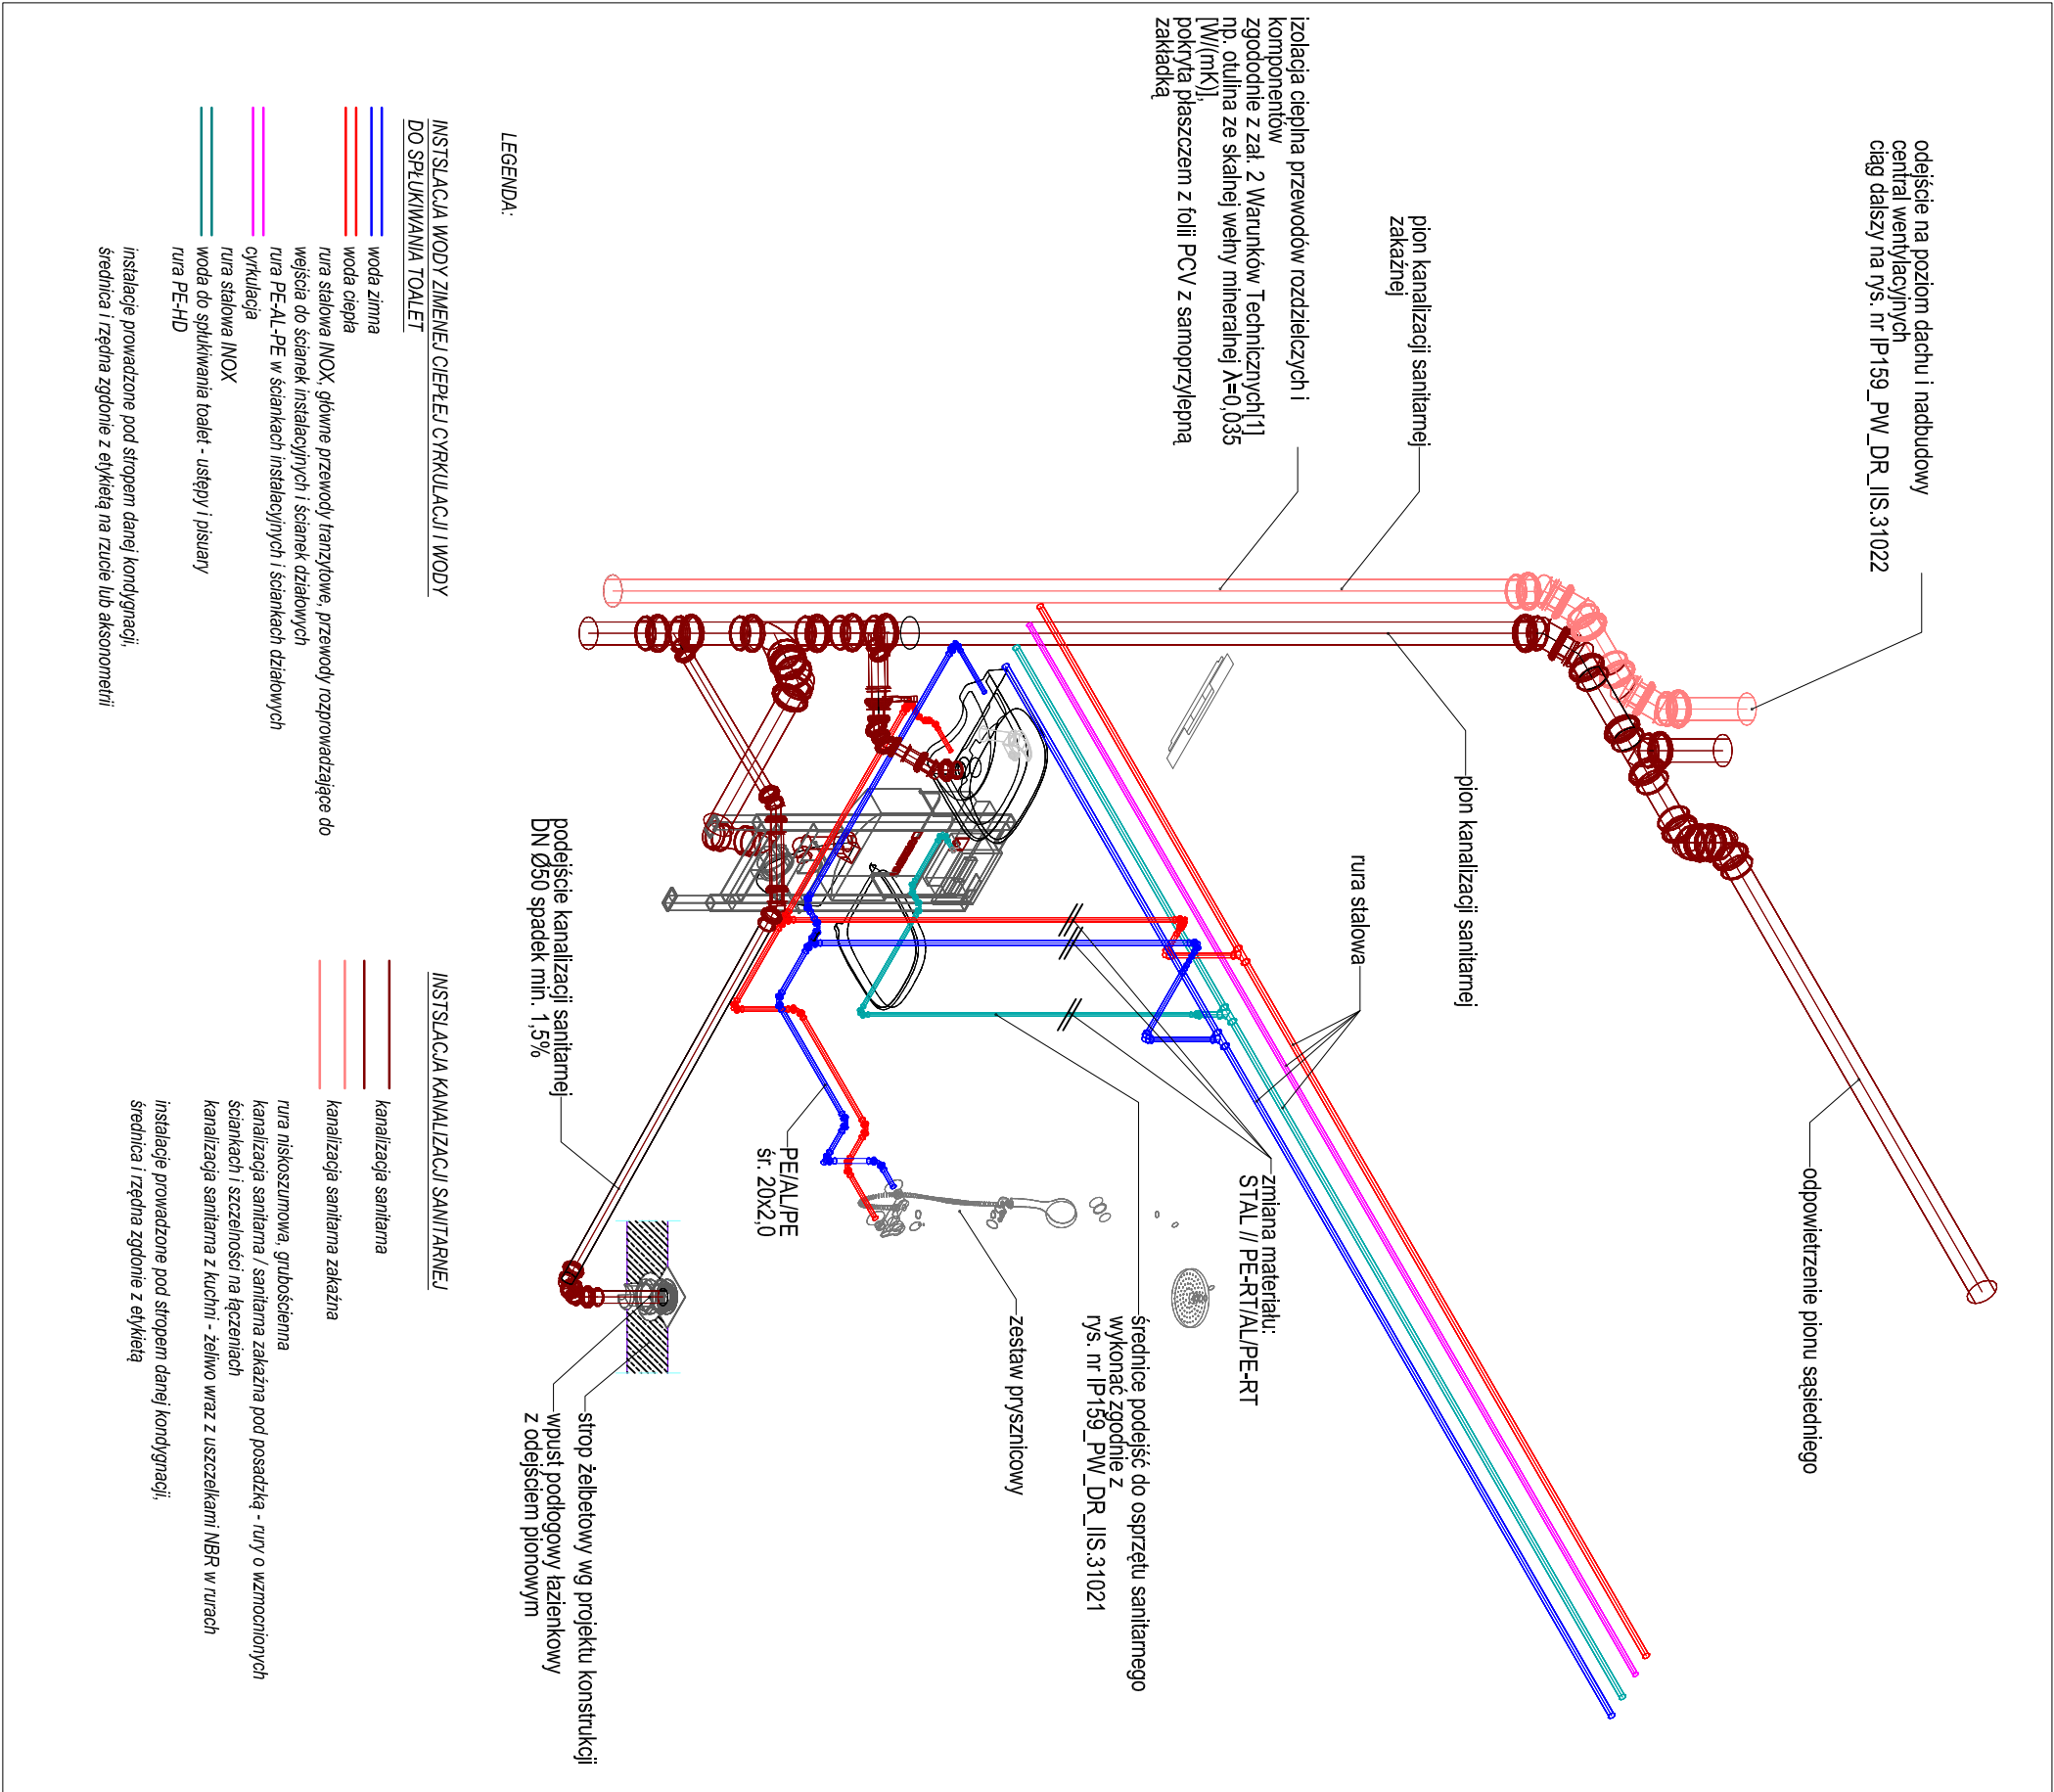 odejście na poziom dachu i nadbudowy
central wentylacyjnych
ciąg dalszy na rys. nr IP159_PW_DR_IIS.31022
pion kanalizacji sanitarnej
zakaźnej
izolacja cieplna przewodów rozdzielczych i
komponentów
zgododnie z zał. 2 Warunków Technicznych[1]
np. otulina ze skalnej wełny mineralnej λ=0,035
[W/(mK)],
pokryta płaszczem z folii PCV z samoprzylepną
zakładką
pion kanalizacji sanitarnej
rura stalowa
odpowietrzenie pionu sąsiedniego
zmiana materiału:
STAL // PE-RT/AL/PE-RT
średnice podejść do osprzętu sanitarnego
wykonać zgodnie z
rys. nr IP159_PW_DR_IIS.31021
zestaw prysznicowy
PE/AL/PE
śr. 20x2,0
podejście kanalizacji sanitarnej
DN Ø50 spadek min. 1,5%
strop żelbetowy wg projektu konstrukcji
wpust podłogowy łazienkowy
z odejściem pionowym
LEGENDA:
INSTSLACJA WODY ZIMENEJ CIEPŁEJ CYRKULACJI I WODY
DO SPŁUKIWANIA TOALET
woda zimna
woda ciepła
rura stalowa INOX, główne przewody tranzytowe, przewody rozprowadzające do
wejścia do ścianek instalacyjnych i ścianek działowych
rura PE-AL-PE w ściankach instalacyjnych i ściankach działowych
cyrkulacja
rura stalowa INOX
woda do spłukiwania toalet - ustępy i pisuary
rura PE-HD
instalacje prowadzone pod stropem danej kondygnacji,
średnica i rzędna zgdonie z etykietą na rzucie lub aksonometrii
INSTSLACJA KANALIZACJI SANITARNEJ
kanalizacja sanitarna
kanalizacja sanitarna zakaźna
rura niskoszumowa, grubościenna
kanalizacja sanitarna / sanitarna zakaźna pod posadzką - rury o wzmocnionych
ściankach i szczelności na łączeniach
kanalizacja sanitarna z kuchni - żeliwo wraz z uszczelkami NBR w rurach
instalacje prowadzone pod stropem danej kondygnacji,
średnica i rzędna zgdonie z etykietą